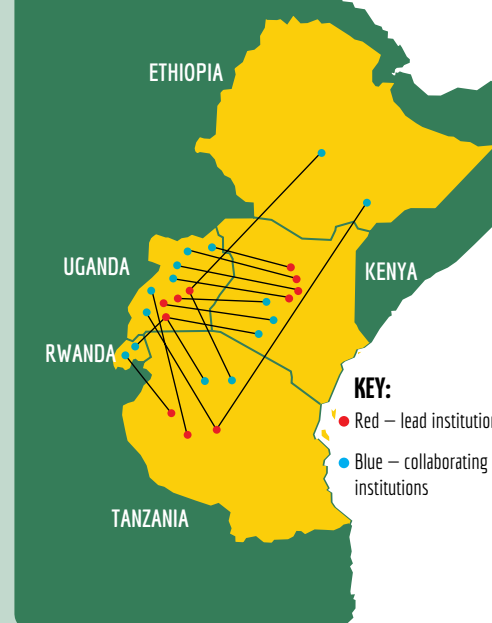 ETHIOPIA
UGANDA
KENYA
RWANDA
KEY:
Red – lead institution
Blue – collaborating
institutions
TANZANIA